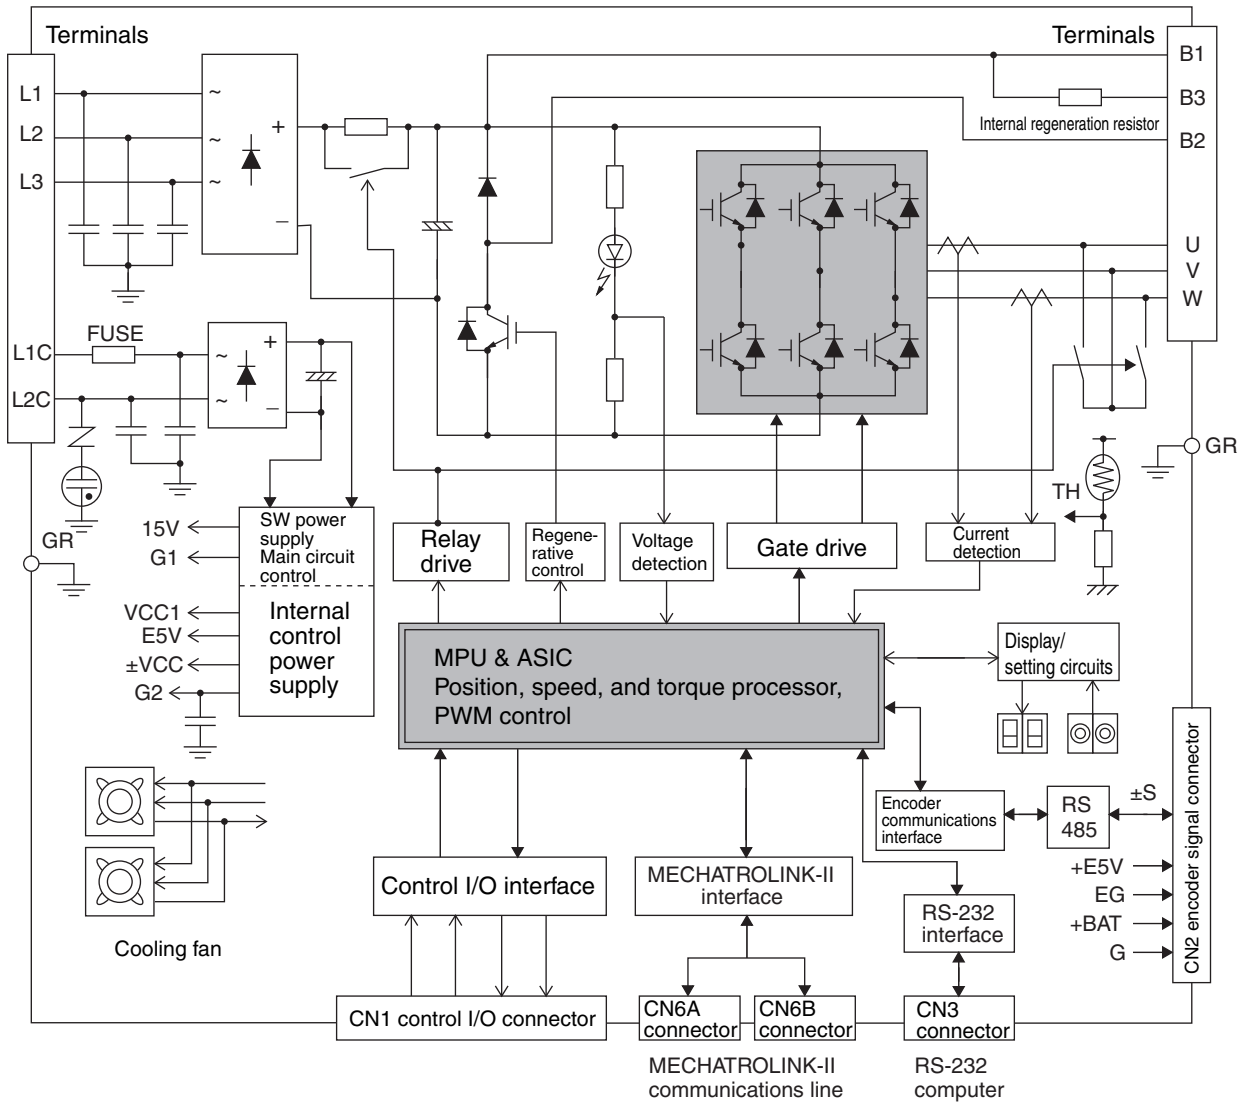 Terminals
Terminals
B1
L1
~
B3
+
Internal regeneration resistor
L2
~
B2
L3
~
−
U
V
W
FUSE
L1C
~
+
L2C
~
−
GR
TH
SW power
supply
Main circuit
control
15V
G1
GR
Relay
drive
Regene-
rative
control
Voltage
detection
Gate drive
Current
detection
VCC1
E5V
±VCC
G2
Internal
control
power
supply
MPU & ASIC
Position, speed, and torque processor,
PWM control
Display/
setting circuits
Encoder
communications
interface
RS
485
±S
CN2 encoder signal connector
+E5V
EG
+BAT
G
Control I/O interface
MECHATROLINK-II
interface
RS-232
interface
Cooling fan
CN1 control I/O connector
CN6A
connector
CN6B
connector
CN3
connector
MECHATROLINK-II
communications line
RS-232
computer